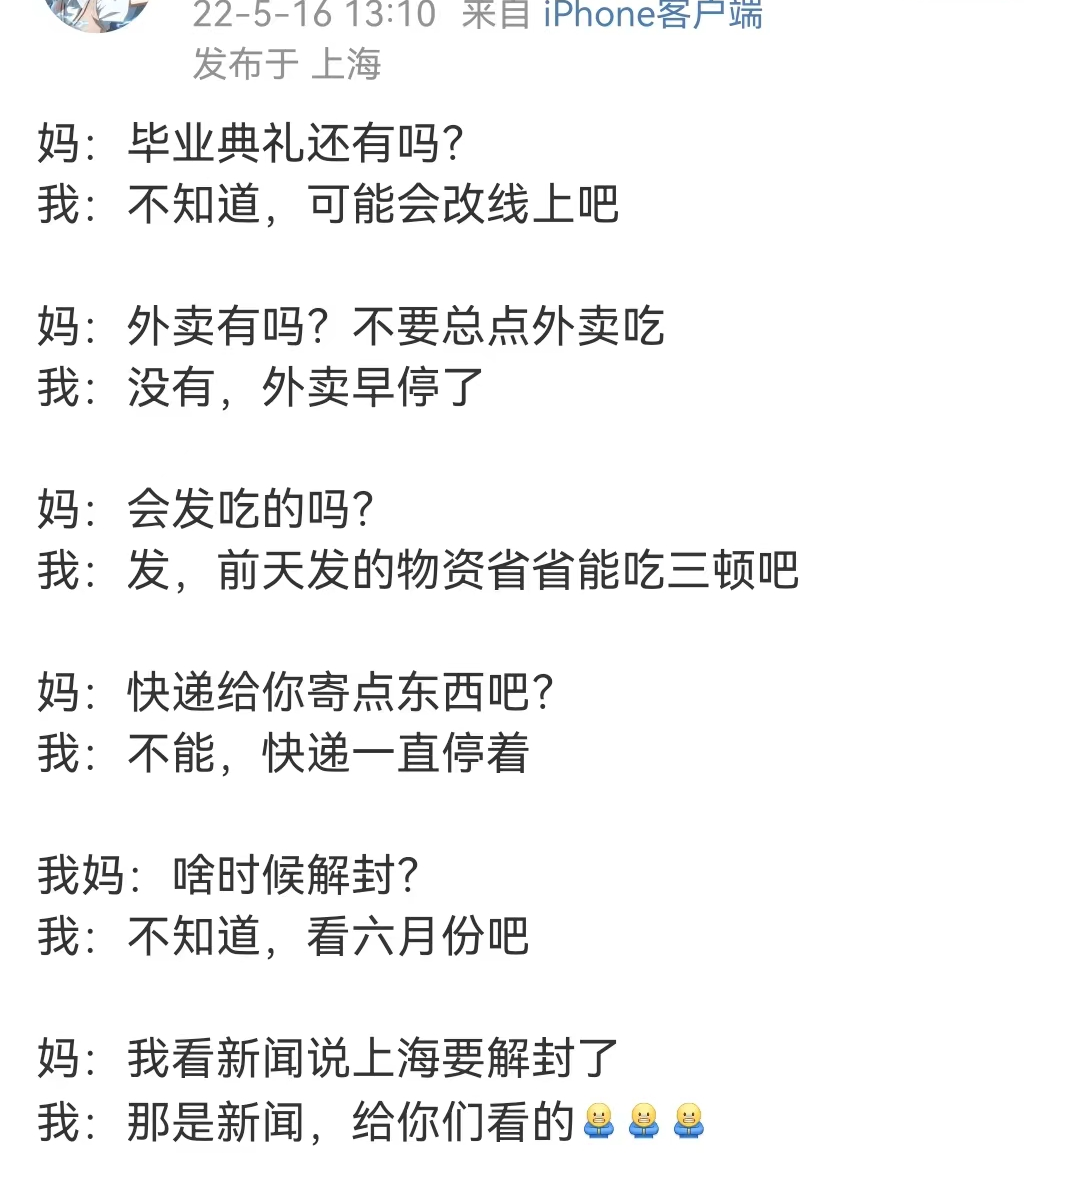 22-5-16 13:10 来自 iPhone客户端
发布于 上海
妈：毕业典礼还有吗？
我：不知道，可能会改线上吧
妈：外卖有吗？不要总点外卖吃
我：没有，外卖早停了
妈：会发吃的吗？
我：发，前天发的物资省省能吃三顿吧
妈：快递给你寄点东西吧？
我：不能，快递一直停着
我妈：啥时候解封？
我：不知道，看六月份吧
妈：我看新闻说上海要解封了
我：那是新闻，给你们看的